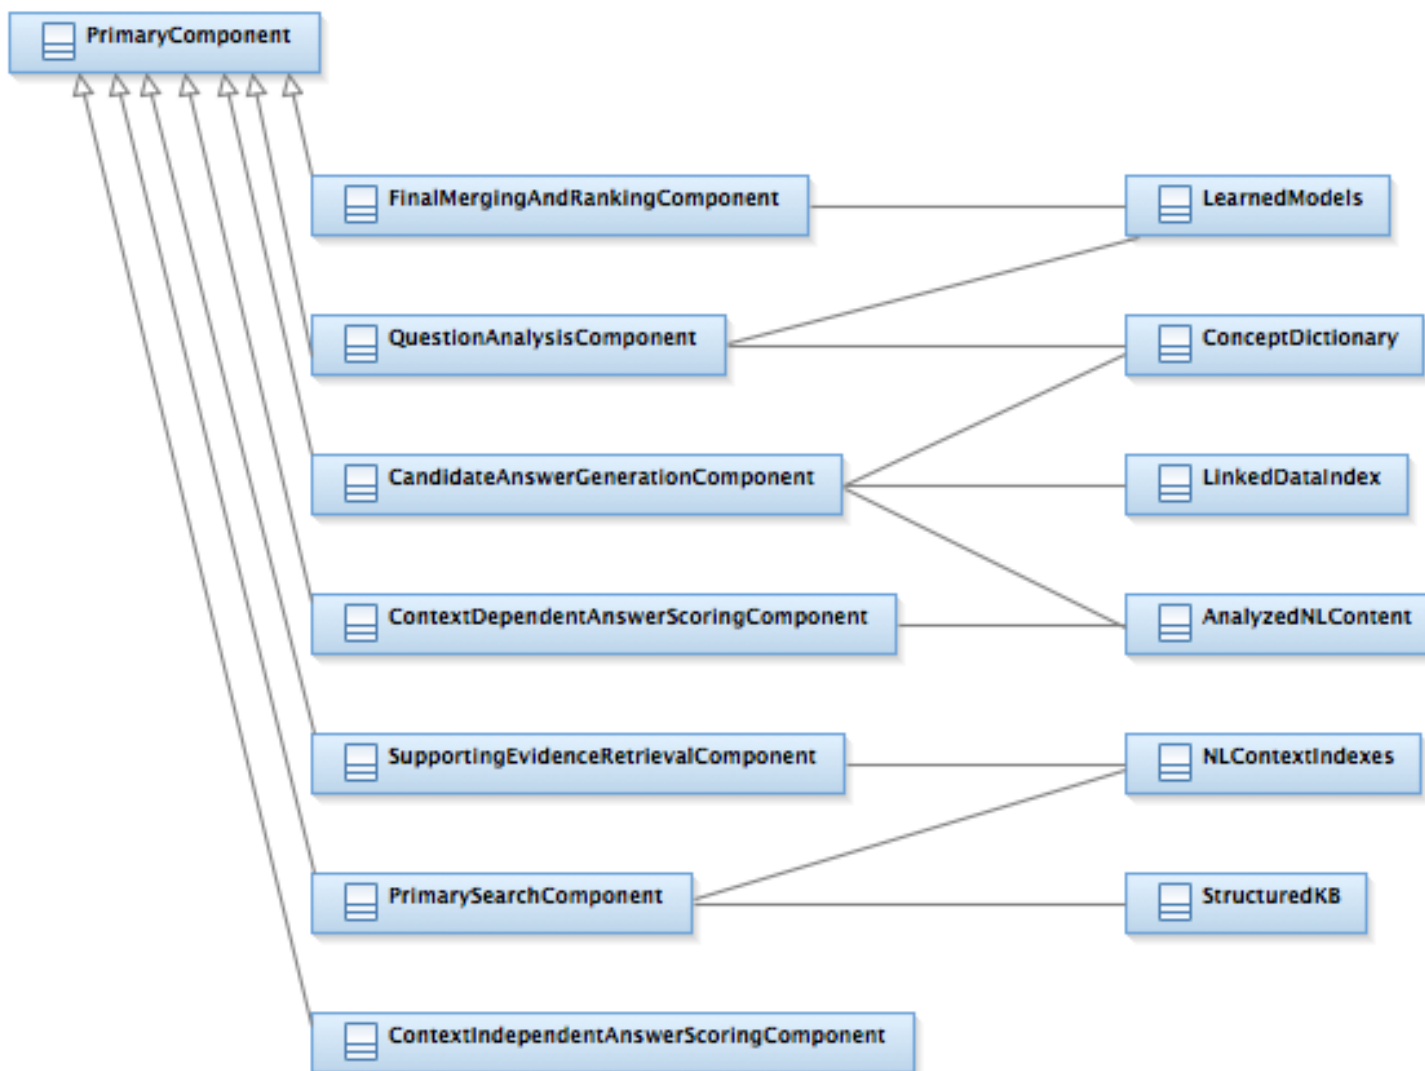 PrimaryComponent
FinalMergingAndRankingComponent
LearnedModels
QuestionAnalysisComponent
ConceptDictionary
CandidateAnswerGenerationComponent
LinkedDataIndex
ContextDependentAnswerScoringComponent
AnalyzedNLContent
SupportingEvidenceRetrievalComponent
NLContextIndexes
PrimarySearchComponent
StructuredKB
ContextIndependentAnswerScoringComponent